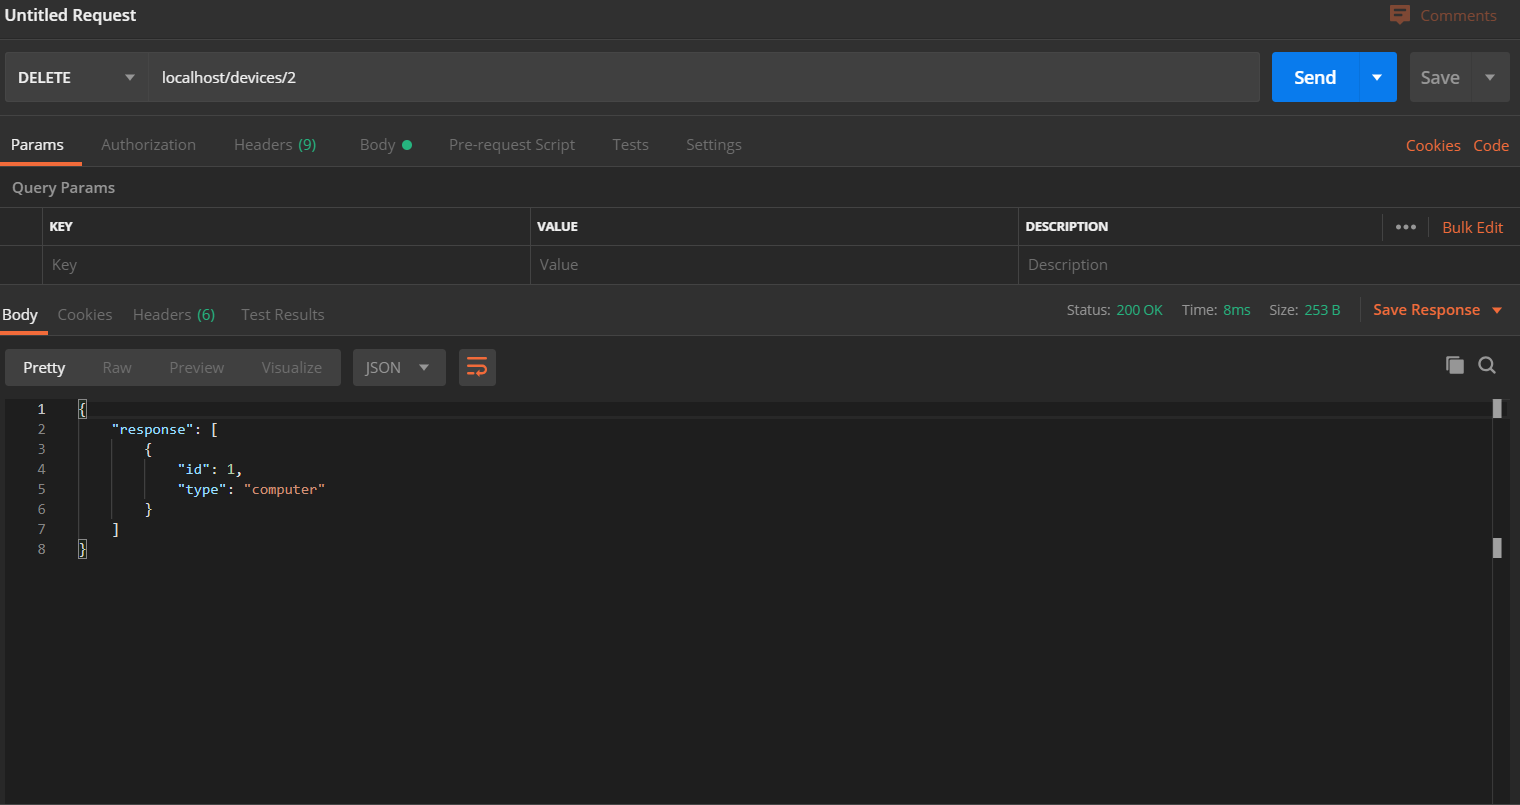 Untitled Request
Comments
DELETE localhost/devices/2 Send Save
Params Authorization Headers (9) Body Pre-request Script Tests Settings Cookies Code
Query Params
KEY VALUE DESCRIPTION ••• Bulk Edit
Key Value Description
Body Cookies Headers (6) Test Results Status: 200 OK Time: 8ms Size: 253 B Save Response
Pretty Raw Preview Visualize JSON
1 {
2 "response": [
3 {
4 "id": 1,
5 "type": "computer"
6 }
7 ]
8 }